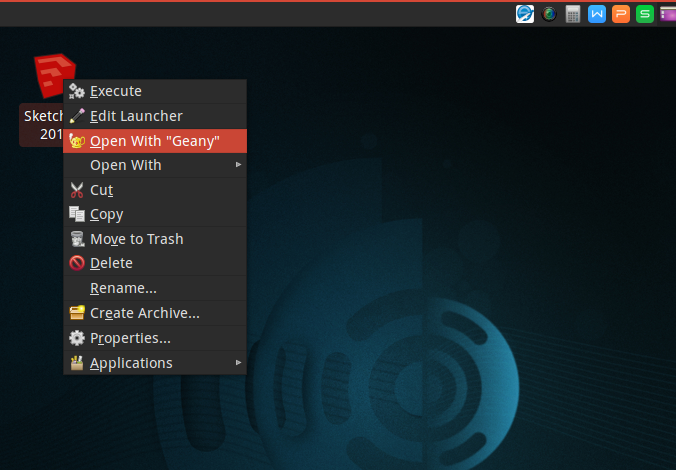 W
P
S
Sketch
201
Execute
Edit Launcher
Open With "Geany"
Open With
Cut
Copy
Move to Trash
Delete
Rename...
Create Archive...
Properties...
Applications